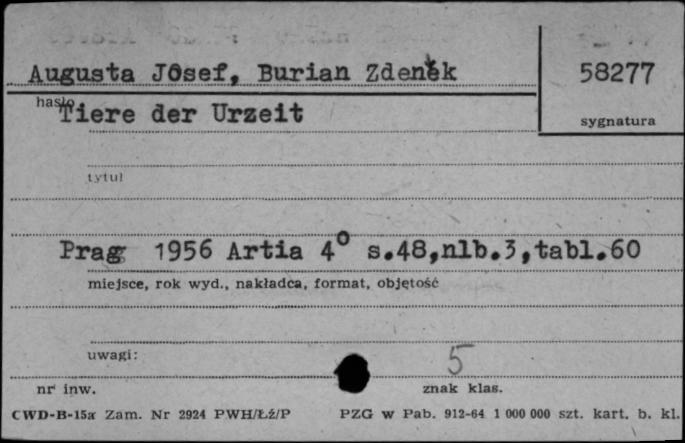 Augusta Josef, Burian Zdeněk
58277
hasło
Tiere der Urzeit
sygnatura
tytuł
Prag 1956 Artia 4° s.48,nlb.3,tabl.60
miejsce, rok wyd., nakładca, format, objętość
uwagi:
5
nr inw.
znak klas.
CWD-B-15a Zam. Nr 2924 PWH/Łż/P PZG w Pab. 912-64 1 000 000 szt. kart. b. kl.